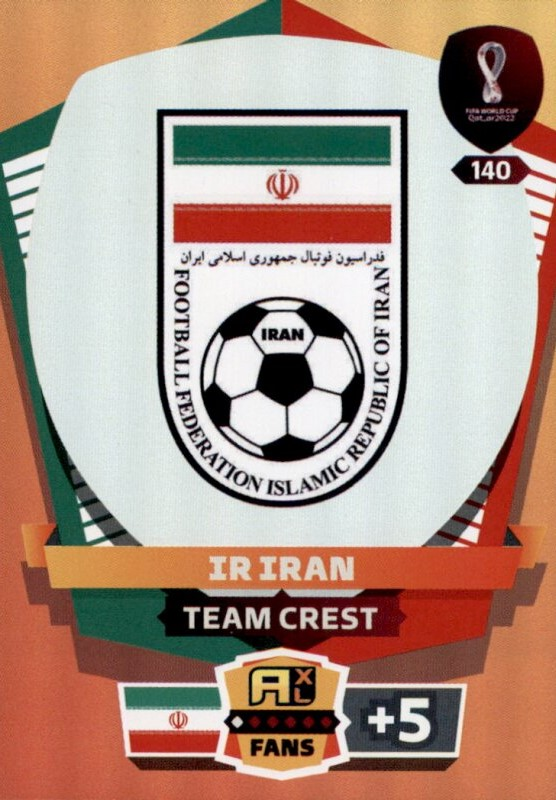 FIFA WORLD CUP
Qatar2022
140
فدراسیون فوتبال جمهوری اسلامی ایران
FOOTBALL FEDERATION ISLAMIC REPUBLIC OF IRAN
IRAN
IR IRAN
TEAM CREST
AXL
FANS
+5